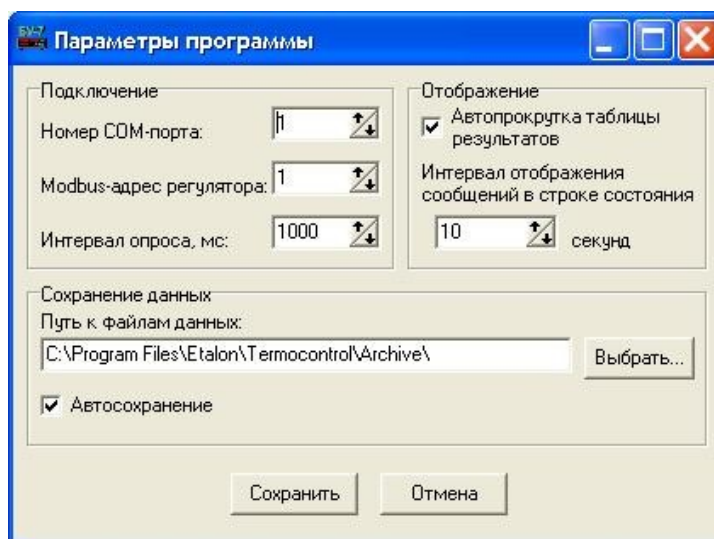 БУ-7
Параметры программы
Подключение
Номер COM-порта:
1
Modbus-адрес регулятора:
1
Интервал опроса, мс:
1000
Отображение
Автопрокрутка таблицы
результатов
Интервал отображения
сообщений в строке состояния
10
секунд
Сохранение данных
Путь к файлам данных:
C:\Program Files\Etalon\Termocontrol\Archive\
Выбрать...
Автосохранение
Сохранить
Отмена